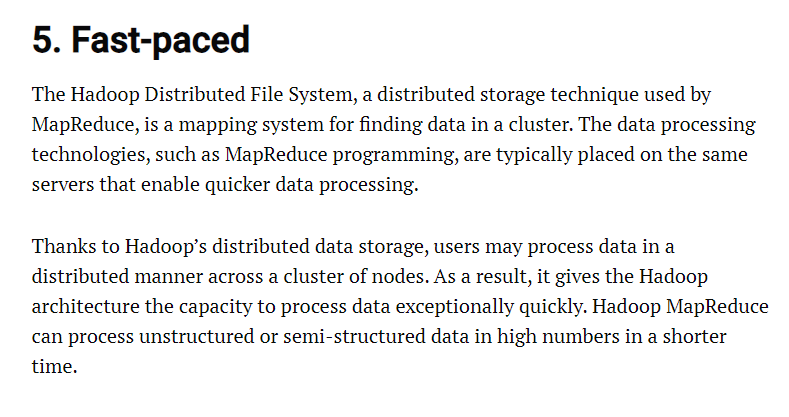 5. Fast-paced
The Hadoop Distributed File System, a distributed storage technique used by
MapReduce, is a mapping system for finding data in a cluster. The data processing
technologies, such as MapReduce programming, are typically placed on the same
servers that enable quicker data processing.
Thanks to Hadoop’s distributed data storage, users may process data in a
distributed manner across a cluster of nodes. As a result, it gives the Hadoop
architecture the capacity to process data exceptionally quickly. Hadoop MapReduce
can process unstructured or semi-structured data in high numbers in a shorter
time.